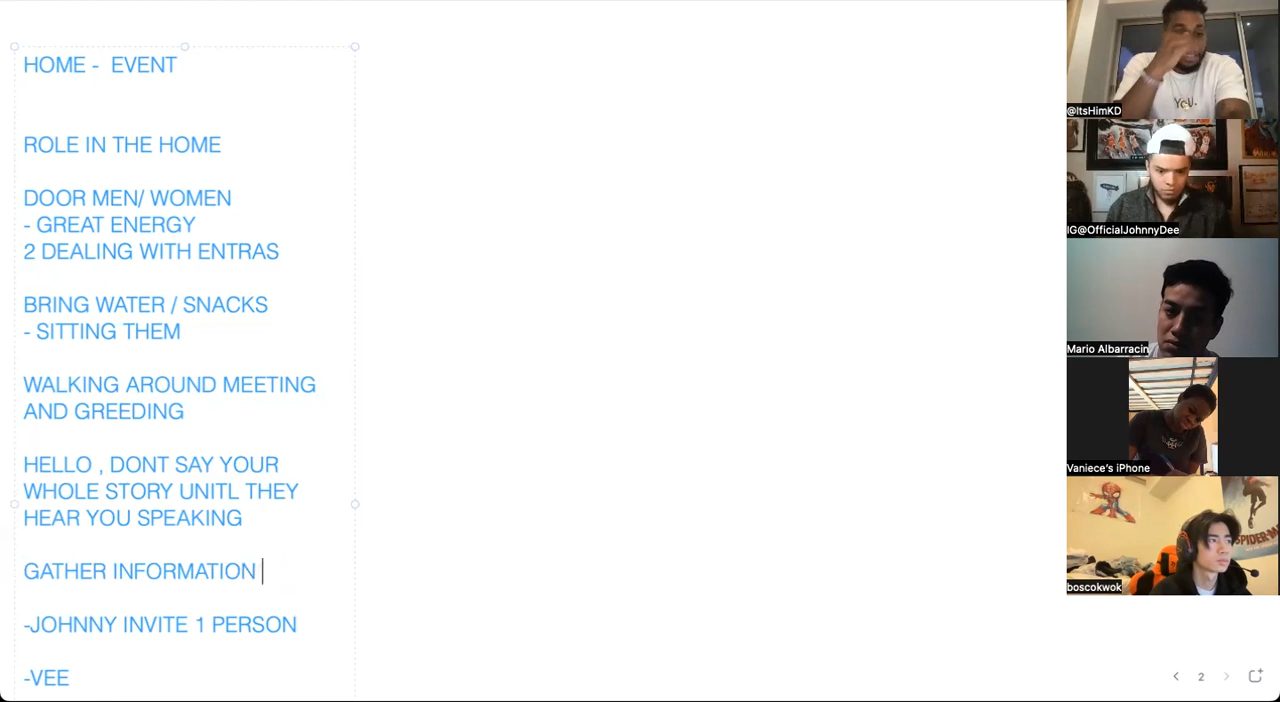 HOME -  EVENT
ROLE IN THE HOME
DOOR MEN/ WOMEN
- GREAT ENERGY
2 DEALING WITH ENTRAS
BRING WATER / SNACKS
- SITTING THEM
WALKING AROUND MEETING
AND GREEDING
HELLO , DONT SAY YOUR
WHOLE STORY UNITL THEY
HEAR YOU SPEAKING
GATHER INFORMATION
-JOHNNY INVITE 1 PERSON
-VEE
YOU.
@ItsHimKD
IG@OfficialJohnnyDee
Mario Albarracin
Vaniece's iPhone
SPIDER-M
boscokwok
2